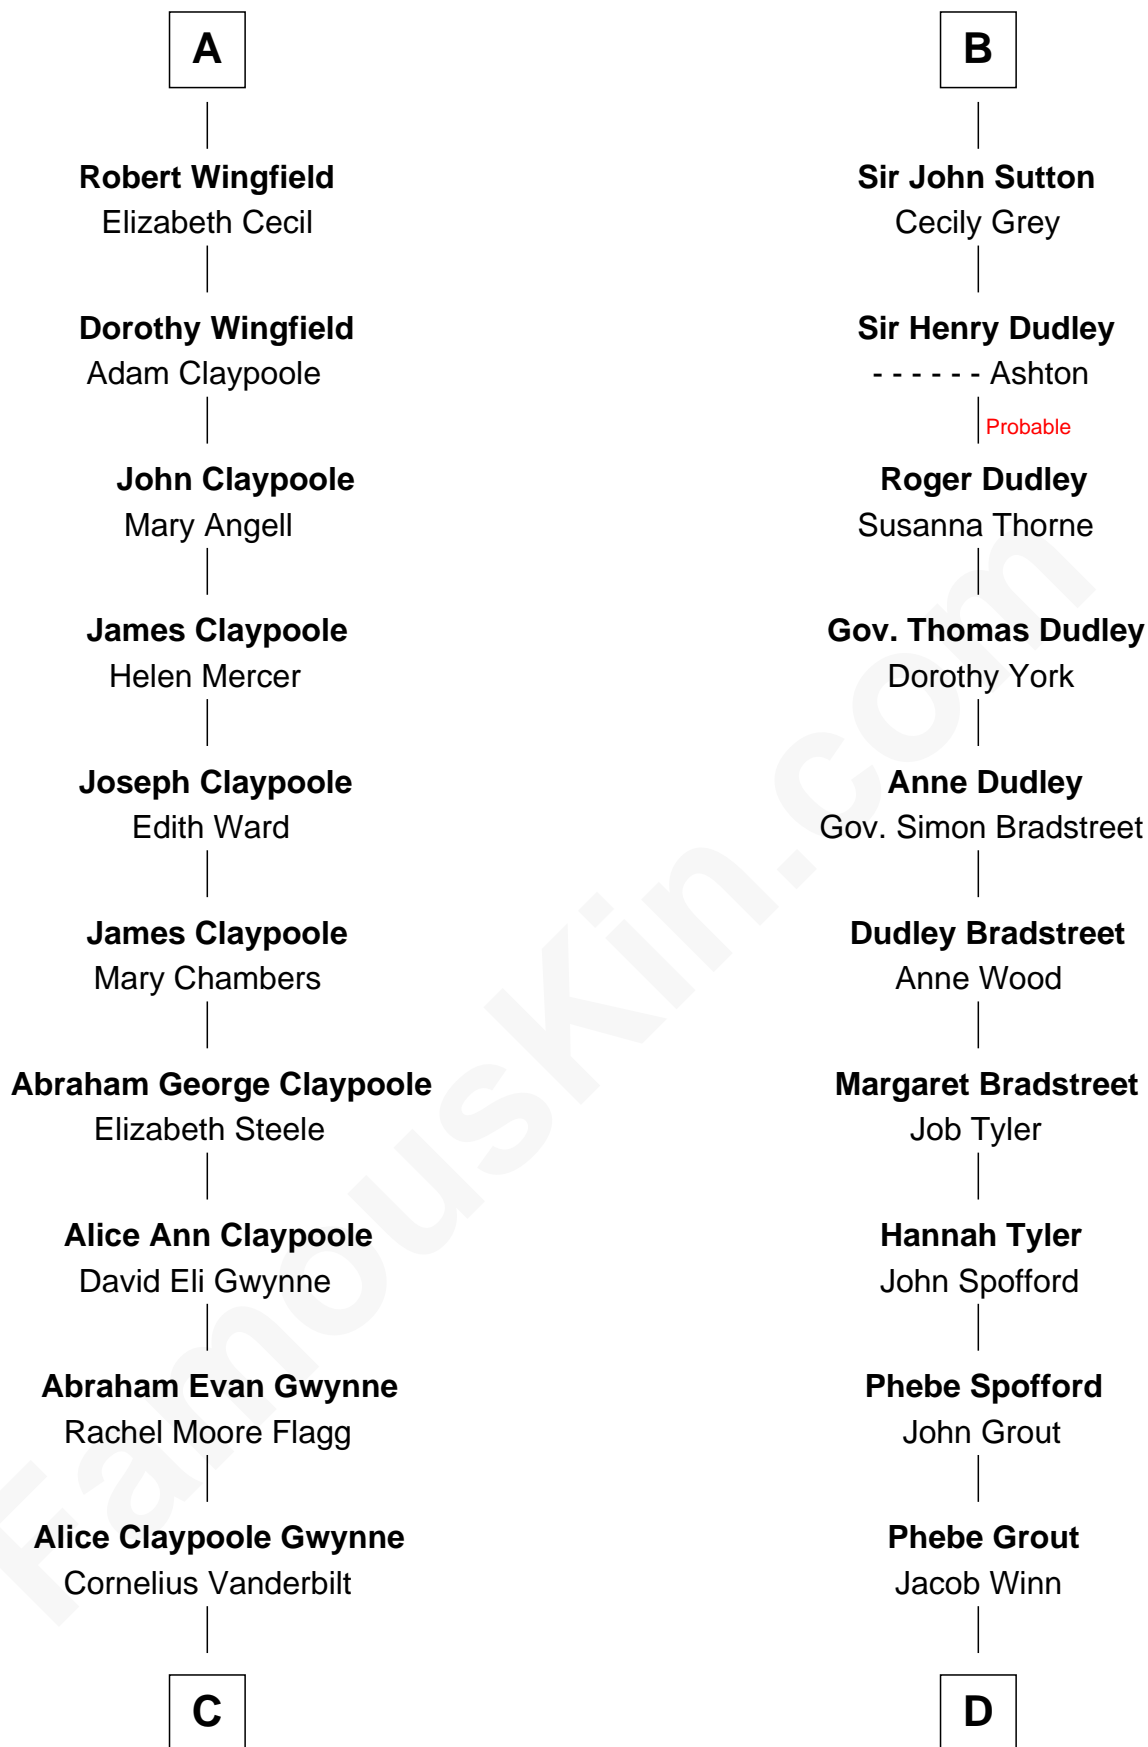 A
Robert Wingfield
Elizabeth Cecil
Dorothy Wingfield
Adam Claypoole
John Claypoole
Mary Angell
James Claypoole
Helen Mercer
Joseph Claypoole
Edith Ward
James Claypoole
Mary Chambers
Abraham George Claypoole
Elizabeth Steele
Alice Ann Claypoole
David Eli Gwynne
Abraham Evan Gwynne
Rachel Moore Flagg
Alice Claypoole Gwynne
Cornelius Vanderbilt
C
B
Sir John Sutton
Cecily Grey
Sir Henry Dudley
- - - - - - Ashton
Probable
Roger Dudley
Susanna Thorne
Gov. Thomas Dudley
Dorothy York
Anne Dudley
Gov. Simon Bradstreet
Dudley Bradstreet
Anne Wood
Margaret Bradstreet
Job Tyler
Hannah Tyler
John Spofford
Phebe Spofford
John Grout
Phebe Grout
Jacob Winn
D
FamousKin.com